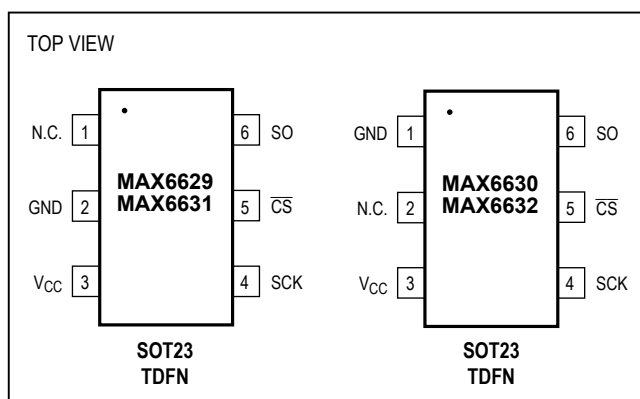 TOP VIEW
N.C. 1 6 SO
MAX6629
MAX6631
GND 2 5 CS
VCC 3 4 SCK
SOT23
TDFN
GND 1 6 SO
MAX6630
MAX6632
N.C. 2 5 CS
VCC 3 4 SCK
SOT23
TDFN